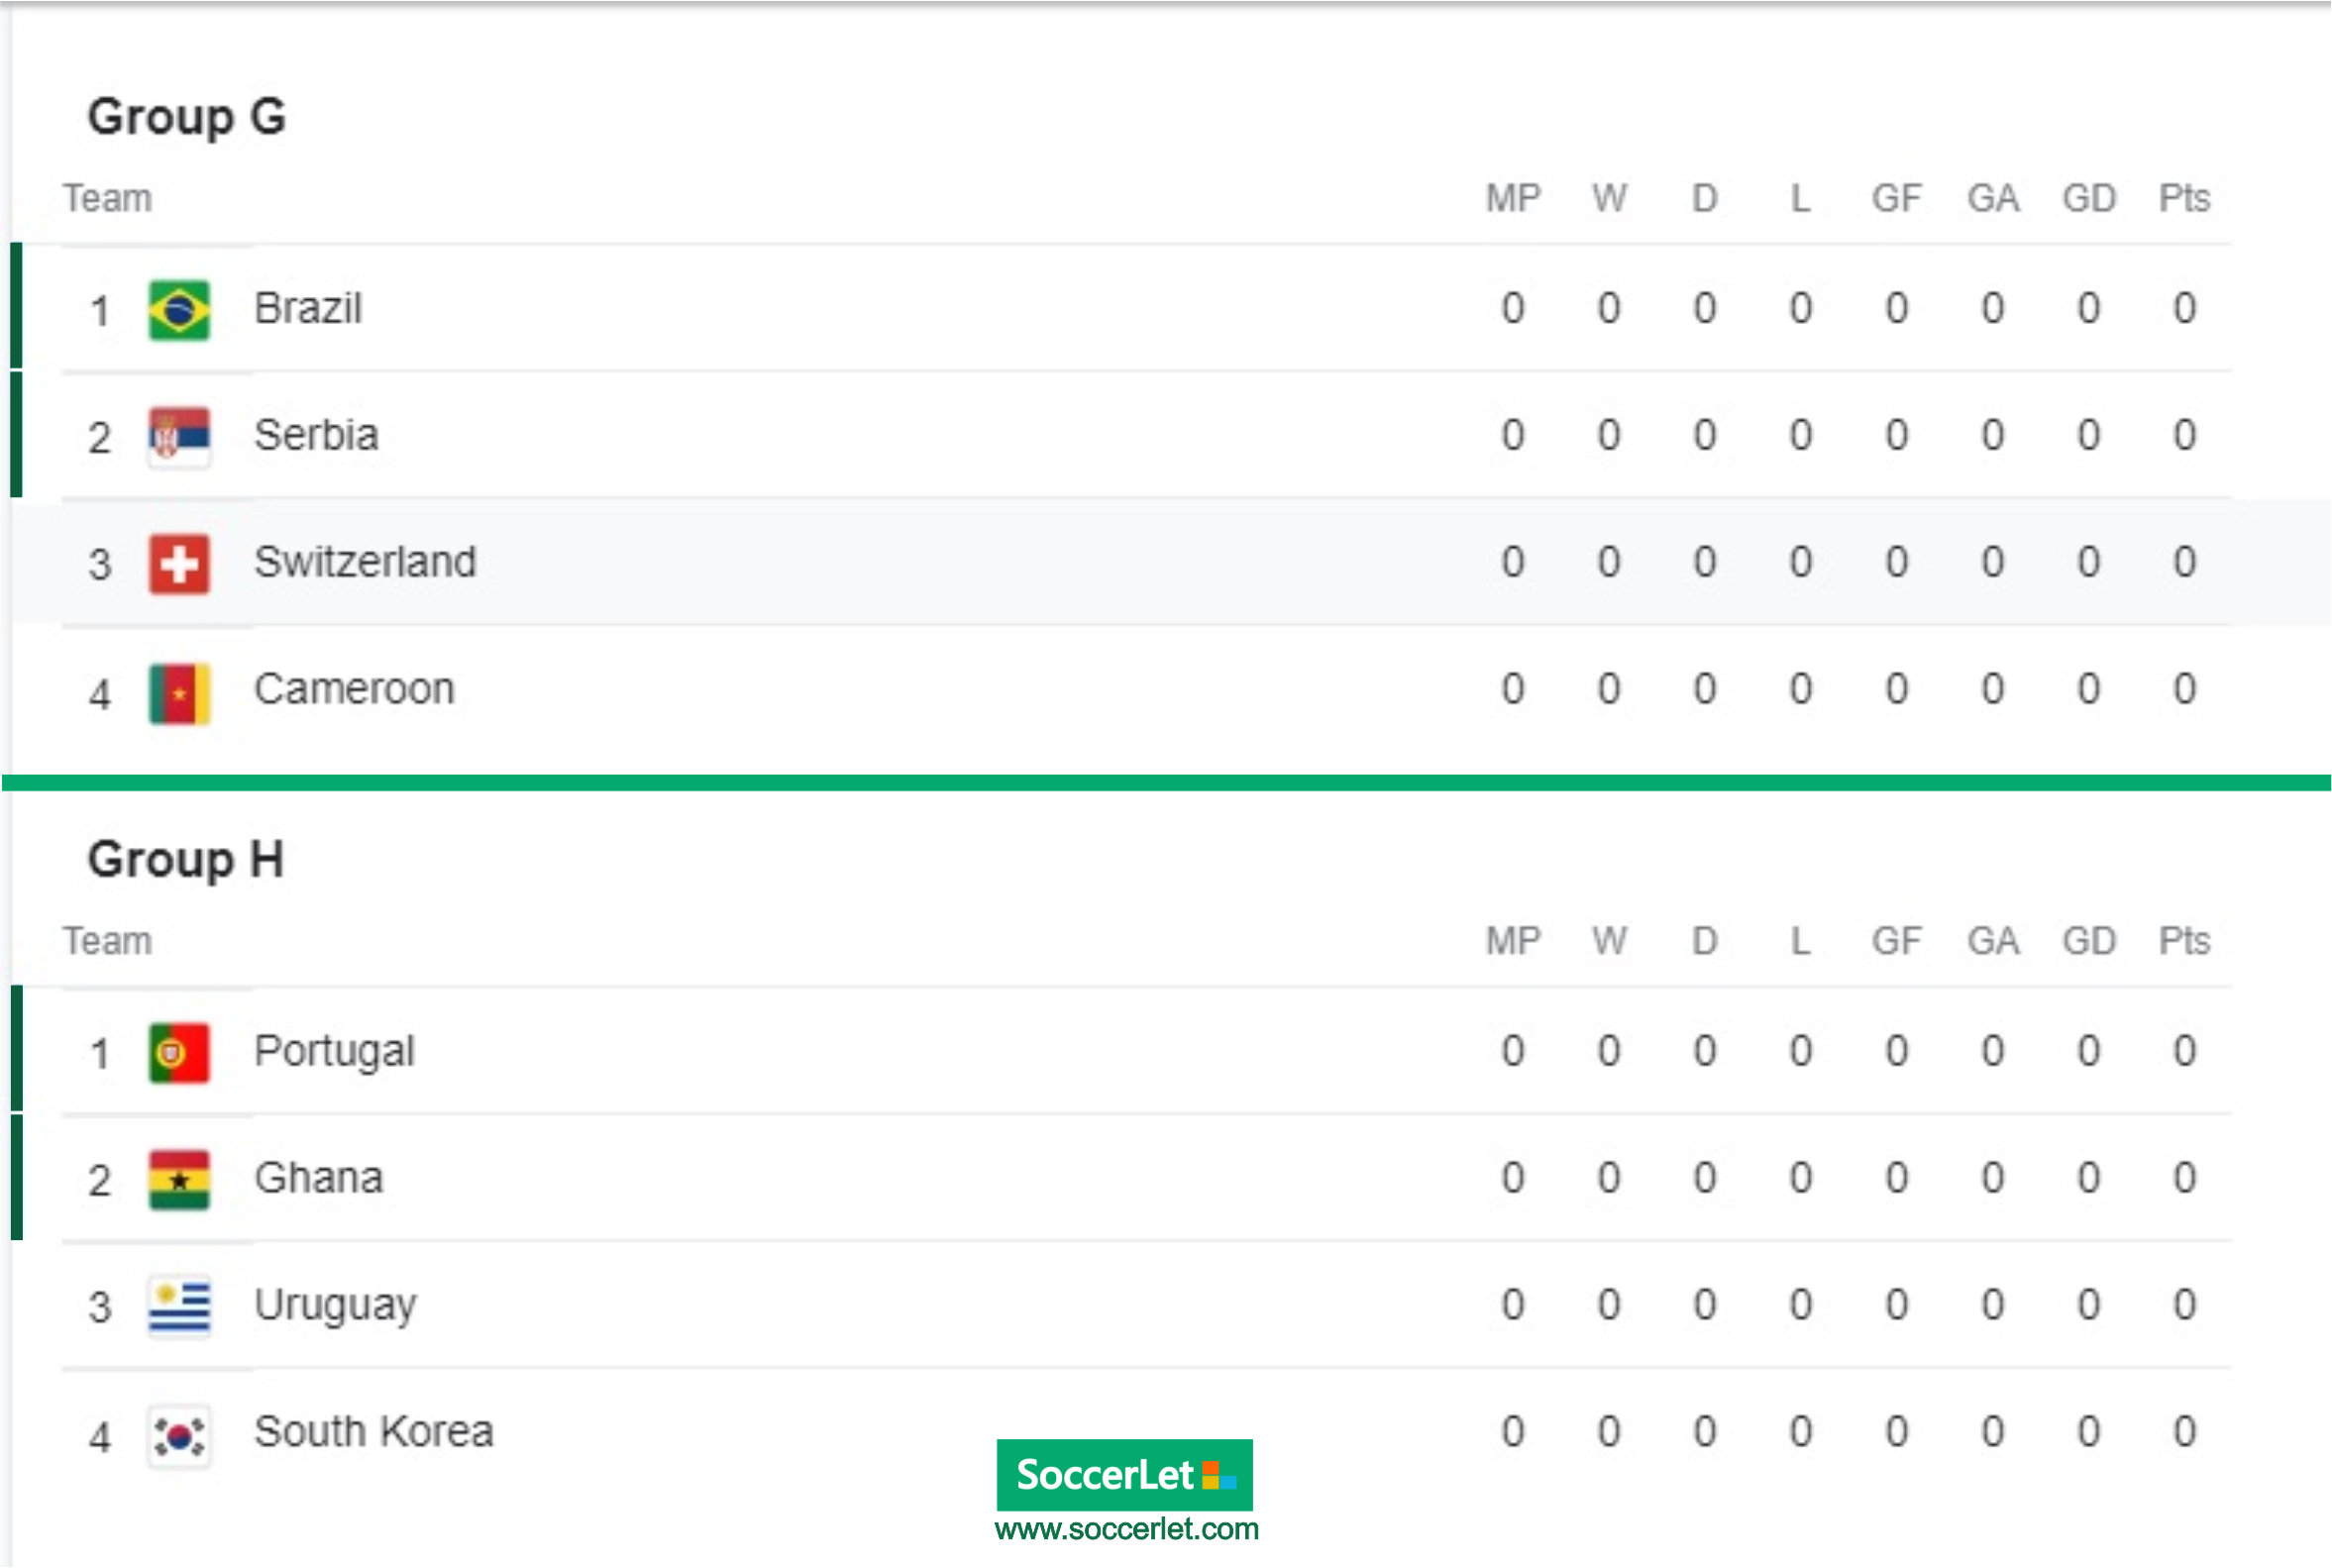 Group G
Team MP W D L GF GA GD Pts
1 Brazil 0 0 0 0 0 0 0 0
2 Serbia 0 0 0 0 0 0 0 0
3 Switzerland 0 0 0 0 0 0 0 0
4 Cameroon 0 0 0 0 0 0 0 0
Group H
Team MP W D L GF GA GD Pts
1 Portugal 0 0 0 0 0 0 0 0
2 Ghana 0 0 0 0 0 0 0 0
3 Uruguay 0 0 0 0 0 0 0 0
4 South Korea 0 0 0 0 0 0 0 0
SoccerLet
www.soccerlet.com